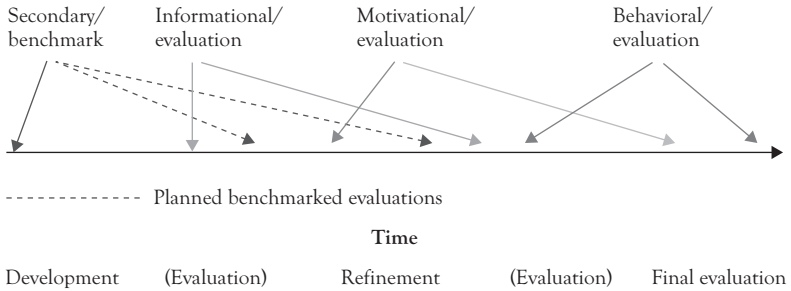 Secondary/
benchmark
Informational/
evaluation
Motivational/
evaluation
Behavioral/
evaluation
Planned benchmarked evaluations
Time
Development
(Evaluation)
Refinement
(Evaluation)
Final evaluation